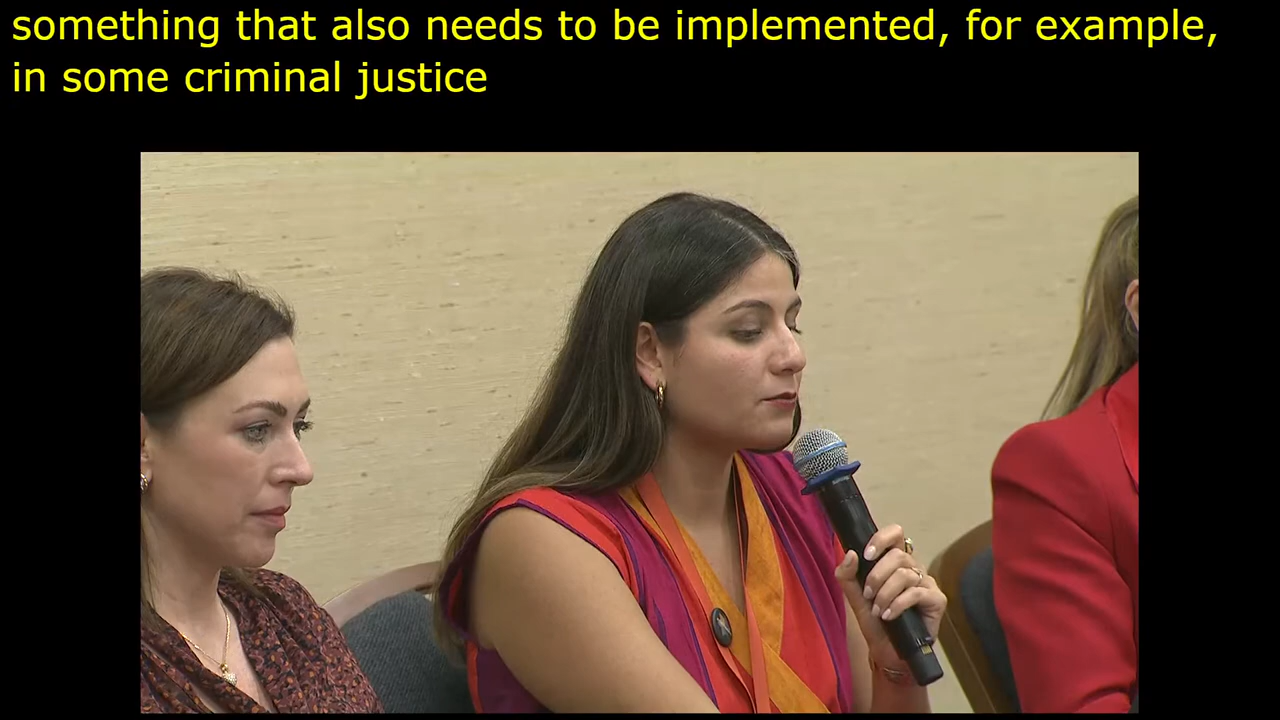 something that also needs to be implemented, for example,
in some criminal justice